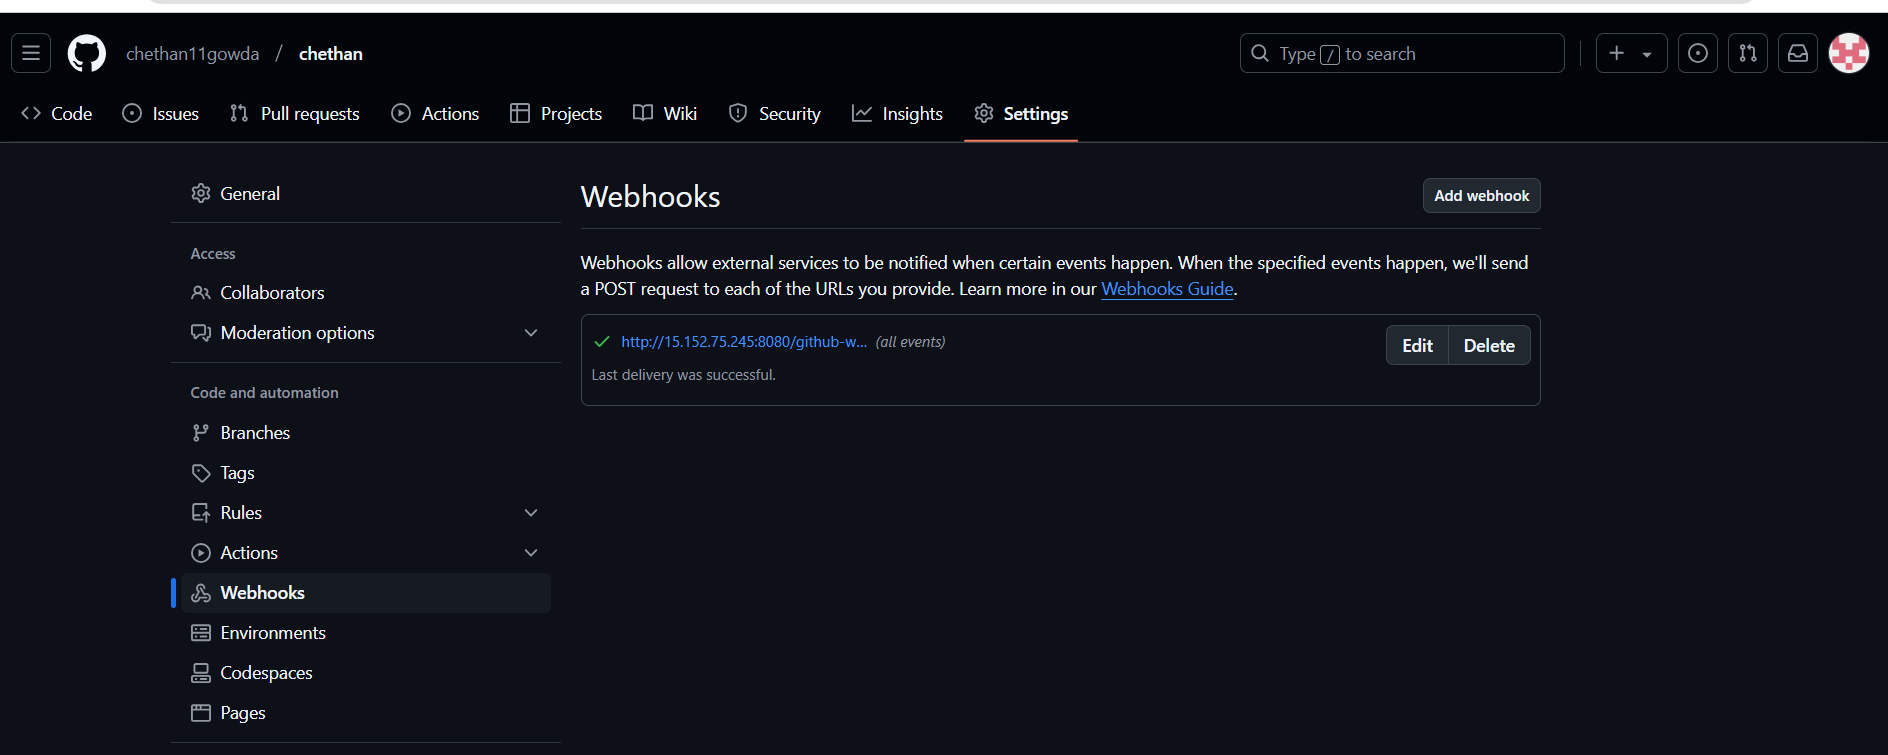 chethan11gowda / chethan
Type / to search
Code Issues Pull requests Actions Projects Wiki Security Insights Settings
General
Access
Collaborators
Moderation options
Code and automation
Branches
Tags
Rules
Actions
Webhooks
Environments
Codespaces
Pages
Webhooks
Add webhook
Webhooks allow external services to be notified when certain events happen. When the specified events happen, we'll send
a POST request to each of the URLs you provide. Learn more in our Webhooks Guide.
http://15.152.75.245:8080/github-w... (all events)
Edit Delete
Last delivery was successful.